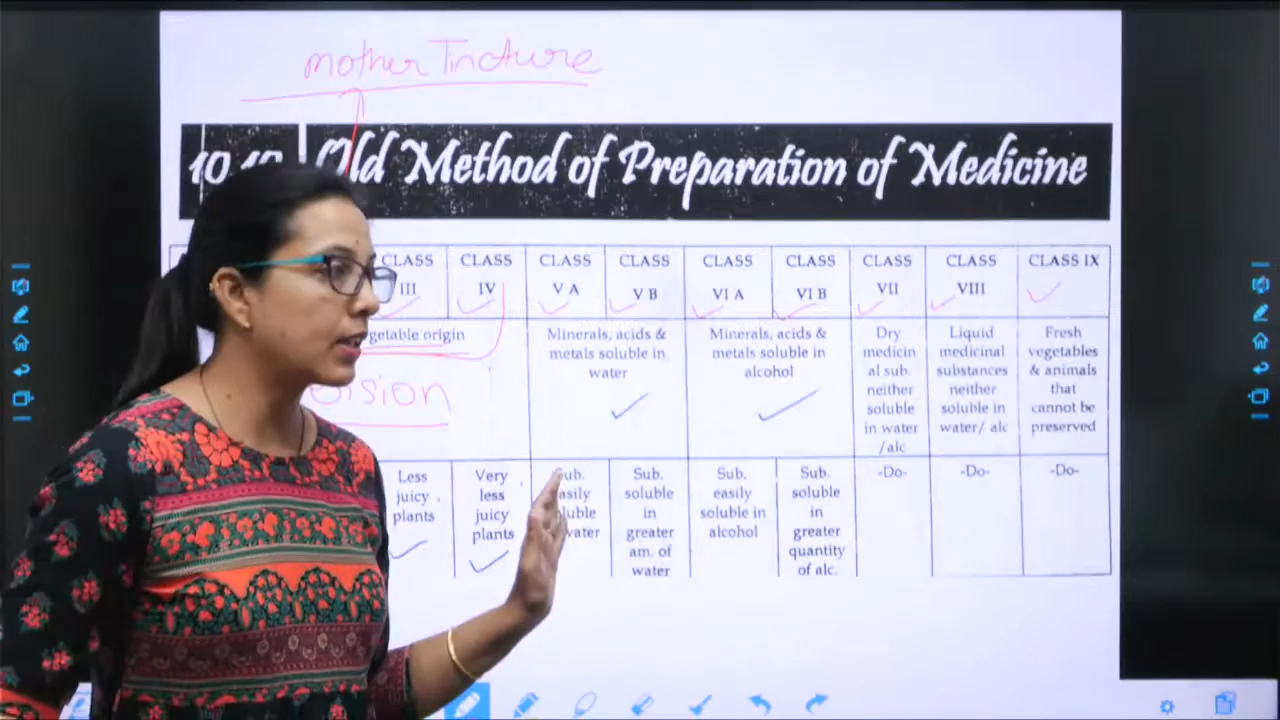 mother Tincture
Old Method of Preparation of Medicine
CLASS III
CLASS IV
CLASS V A
CLASS V B
CLASS VI A
CLASS VI B
CLASS VII
CLASS VIII
CLASS IX
origin
Minerals, acids &
metals soluble in
water
Minerals, acids &
metals soluble in
alcohol
Dry
medicin
al sub.
neither
soluble
in water
/alc
Liquid
medicinal
substances
neither
soluble in
water/ alc
Fresh
vegetables
& animals
that
cannot be
preserved
Less
juicy
plants
Very
less
juicy
plants
Sub.
easily
soluble
water
Sub.
soluble
in
greater
am. of
water
Sub.
easily
soluble in
alcohol
Sub.
soluble
in
greater
quantity
of alc.
-Do-
-Do-
-Do-